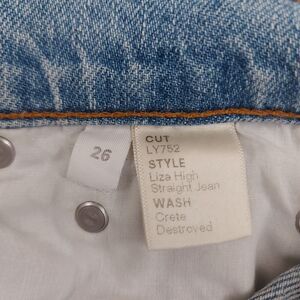 26
CUT
LY752
STYLE
Liza High
Straight Jean
WASH
Crete
Destroyed